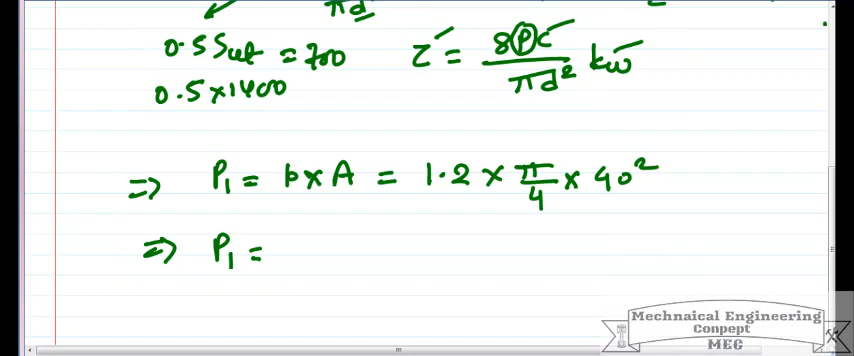 πd
0.5 Sut = 700 τ = 8PC/πd² kw
0.5×1400
⇒ P₁ = p×A = 1.2 × π/4 × 40²
⇒ P₁ =
Mechnaical Engineering
Conpept
MEC